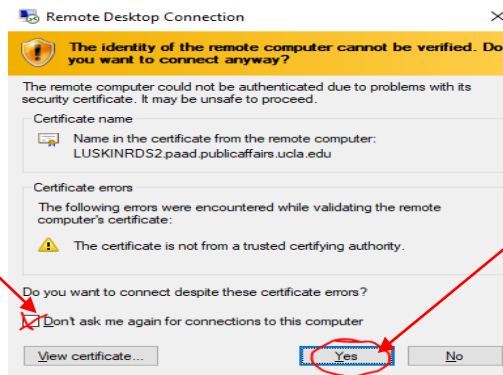 Remote Desktop Connection
The identity of the remote computer cannot be verified. Do
you want to connect anyway?
The remote computer could not be authenticated due to problems with its
security certificate. It may be unsafe to proceed.
Certificate name
Name in the certificate from the remote computer:
LUSKINRDS2.paad.publicaffairs.ucla.edu
Certificate errors
The following errors were encountered while validating the remote
computer's certificate:
The certificate is not from a trusted certifying authority.
Do you want to connect despite these certificate errors?
Don't ask me again for connections to this computer
View certificate... Yes No